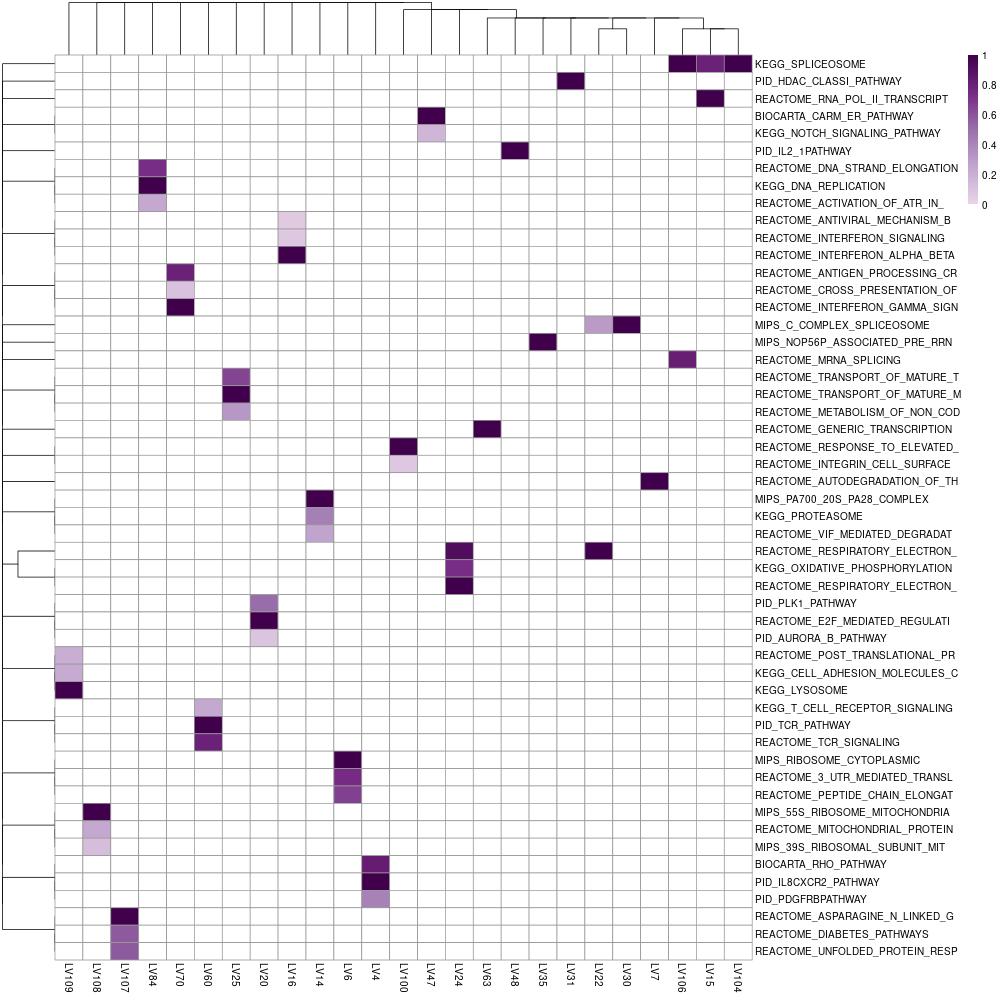 KEGG_SPLICEOSOME
PID_HDAC_CLASSI_PATHWAY
REACTOME_RNA_POL_II_TRANSCRIPT
BIOCARTA_CARM_ER_PATHWAY
KEGG_NOTCH_SIGNALING_PATHWAY
PID_IL2_1PATHWAY
REACTOME_DNA_STRAND_ELONGATION
KEGG_DNA_REPLICATION
REACTOME_ACTIVATION_OF_ATR_IN_
REACTOME_ANTIVIRAL_MECHANISM_B
REACTOME_INTERFERON_SIGNALING
REACTOME_INTERFERON_ALPHA_BETA
REACTOME_ANTIGEN_PROCESSING_CR
REACTOME_CROSS_PRESENTATION_OF
REACTOME_INTERFERON_GAMMA_SIGN
MIPS_C_COMPLEX_SPLICEOSOME
MIPS_NOP56P_ASSOCIATED_PRE_RRN
REACTOME_MRNA_SPLICING
REACTOME_TRANSPORT_OF_MATURE_T
REACTOME_TRANSPORT_OF_MATURE_M
REACTOME_METABOLISM_OF_NON_COD
REACTOME_GENERIC_TRANSCRIPTION
REACTOME_RESPONSE_TO_ELEVATED_
REACTOME_INTEGRIN_CELL_SURFACE
REACTOME_AUTODEGRADATION_OF_TH
MIPS_PA700_20S_PA28_COMPLEX
KEGG_PROTEASOME
REACTOME_VIF_MEDIATED_DEGRADAT
REACTOME_RESPIRATORY_ELECTRON_
KEGG_OXIDATIVE_PHOSPHORYLATION
REACTOME_RESPIRATORY_ELECTRON_
PID_PLK1_PATHWAY
REACTOME_E2F_MEDIATED_REGULATI
PID_AURORA_B_PATHWAY
REACTOME_POST_TRANSLATIONAL_PR
KEGG_CELL_ADHESION_MOLECULES_C
KEGG_LYSOSOME
KEGG_T_CELL_RECEPTOR_SIGNALING
PID_TCR_PATHWAY
REACTOME_TCR_SIGNALING
MIPS_RIBOSOME_CYTOPLASMIC
REACTOME_3_UTR_MEDIATED_TRANSL
REACTOME_PEPTIDE_CHAIN_ELONGAT
MIPS_55S_RIBOSOME_MITOCHONDRIA
REACTOME_MITOCHONDRIAL_PROTEIN
MIPS_39S_RIBOSOMAL_SUBUNIT_MIT
BIOCARTA_RHO_PATHWAY
PID_IL8CXCR2_PATHWAY
PID_PDGFRBPATHWAY
REACTOME_ASPARAGINE_N_LINKED_G
REACTOME_DIABETES_PATHWAYS
REACTOME_UNFOLDED_PROTEIN_RESP
1
0.8
0.6
0.4
0.2
0
LV109
LV108
LV107
LV84
LV70
LV60
LV25
LV20
LV16
LV14
LV6
LV4
LV100
LV47
LV24
LV63
LV48
LV35
LV31
LV22
LV30
LV7
LV106
LV15
LV104